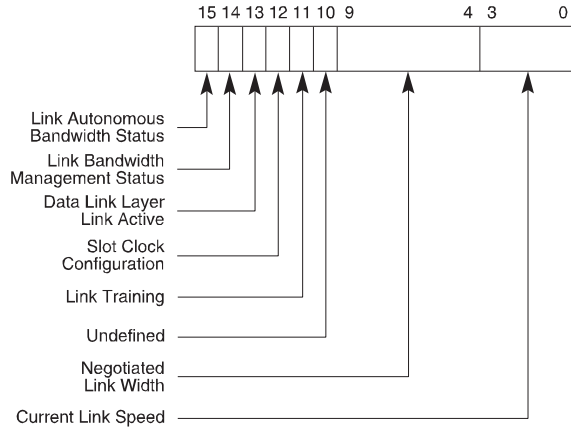 15 14 13 12 11 10 9 4 3 0
Link Autonomous
Bandwidth Status
Link Bandwidth
Management Status
Data Link Layer
Link Active
Slot Clock
Configuration
Link Training
Undefined
Negotiated
Link Width
Current Link Speed